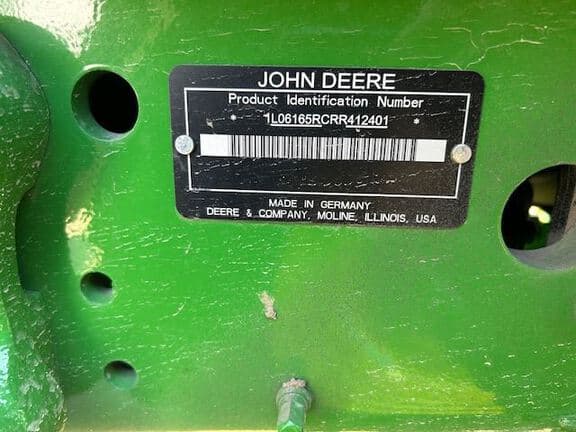 JOHN DEERE
Product Identification Number
* 1L06165RCRR412401 *
MADE IN GERMANY
DEERE & COMPANY, MOLINE, ILLINOIS, USA